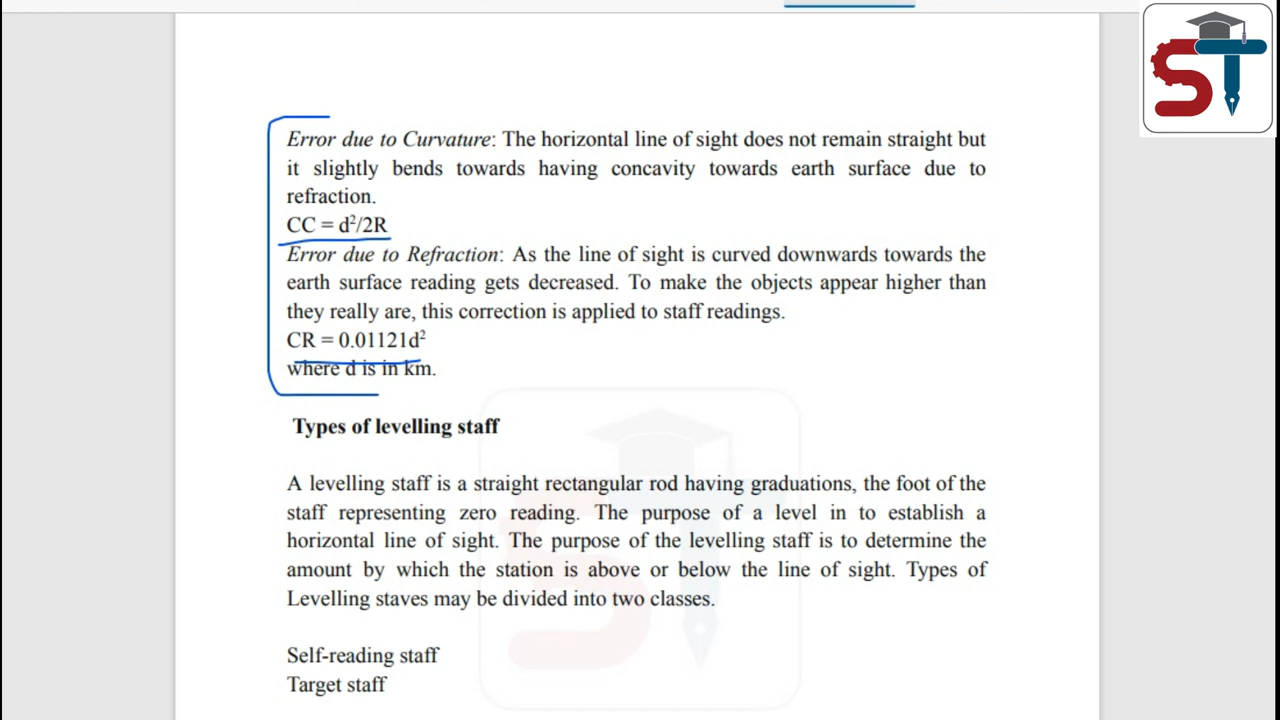 ST
Error due to Curvature: The horizontal line of sight does not remain straight but
it slightly bends towards having concavity towards earth surface due to
refraction.
CC = d²/2R
Error due to Refraction: As the line of sight is curved downwards towards the
earth surface reading gets decreased. To make the objects appear higher than
they really are, this correction is applied to staff readings.
CR = 0.01121d²
where d is in km.
Types of levelling staff
A levelling staff is a straight rectangular rod having graduations, the foot of the
staff representing zero reading. The purpose of a level in to establish a
horizontal line of sight. The purpose of the levelling staff is to determine the
amount by which the station is above or below the line of sight. Types of
Levelling staves may be divided into two classes.
Self-reading staff
Target staff